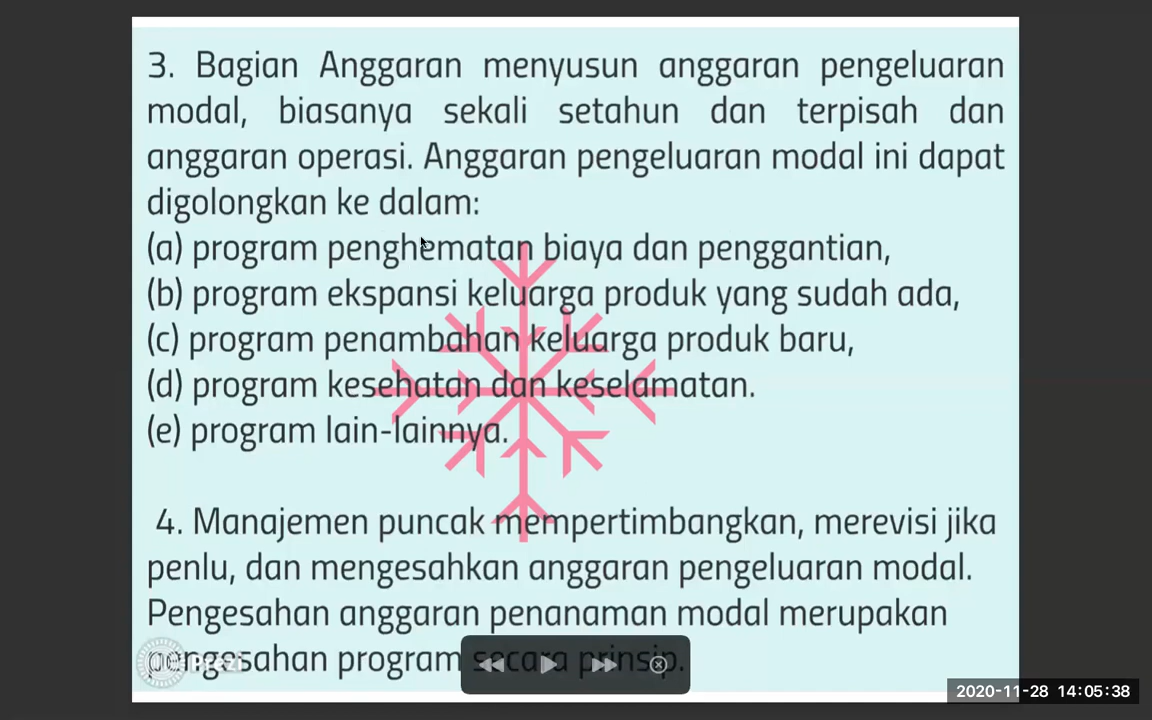 3. Bagian Anggaran menyusun anggaran pengeluaran
modal, biasanya sekali setahun dan terpisah dan
anggaran operasi. Anggaran pengeluaran modal ini dapat
digolongkan ke dalam:
(a) program penghematan biaya dan penggantian,
(b) program ekspansi keluarga produk yang sudah ada,
(c) program penambahan keluarga produk baru,
(d) program kesehatan dan keselamatan.
(e) program lain-lainnya.
4. Manajemen puncak mempertimbangkan, merevisi jika
penlu, dan mengesahkan anggaran pengeluaran modal.
Pengesahan anggaran penanaman modal merupakan
pengesahan program secara prinsip.
Prezi
2020-11-28 14:05:38